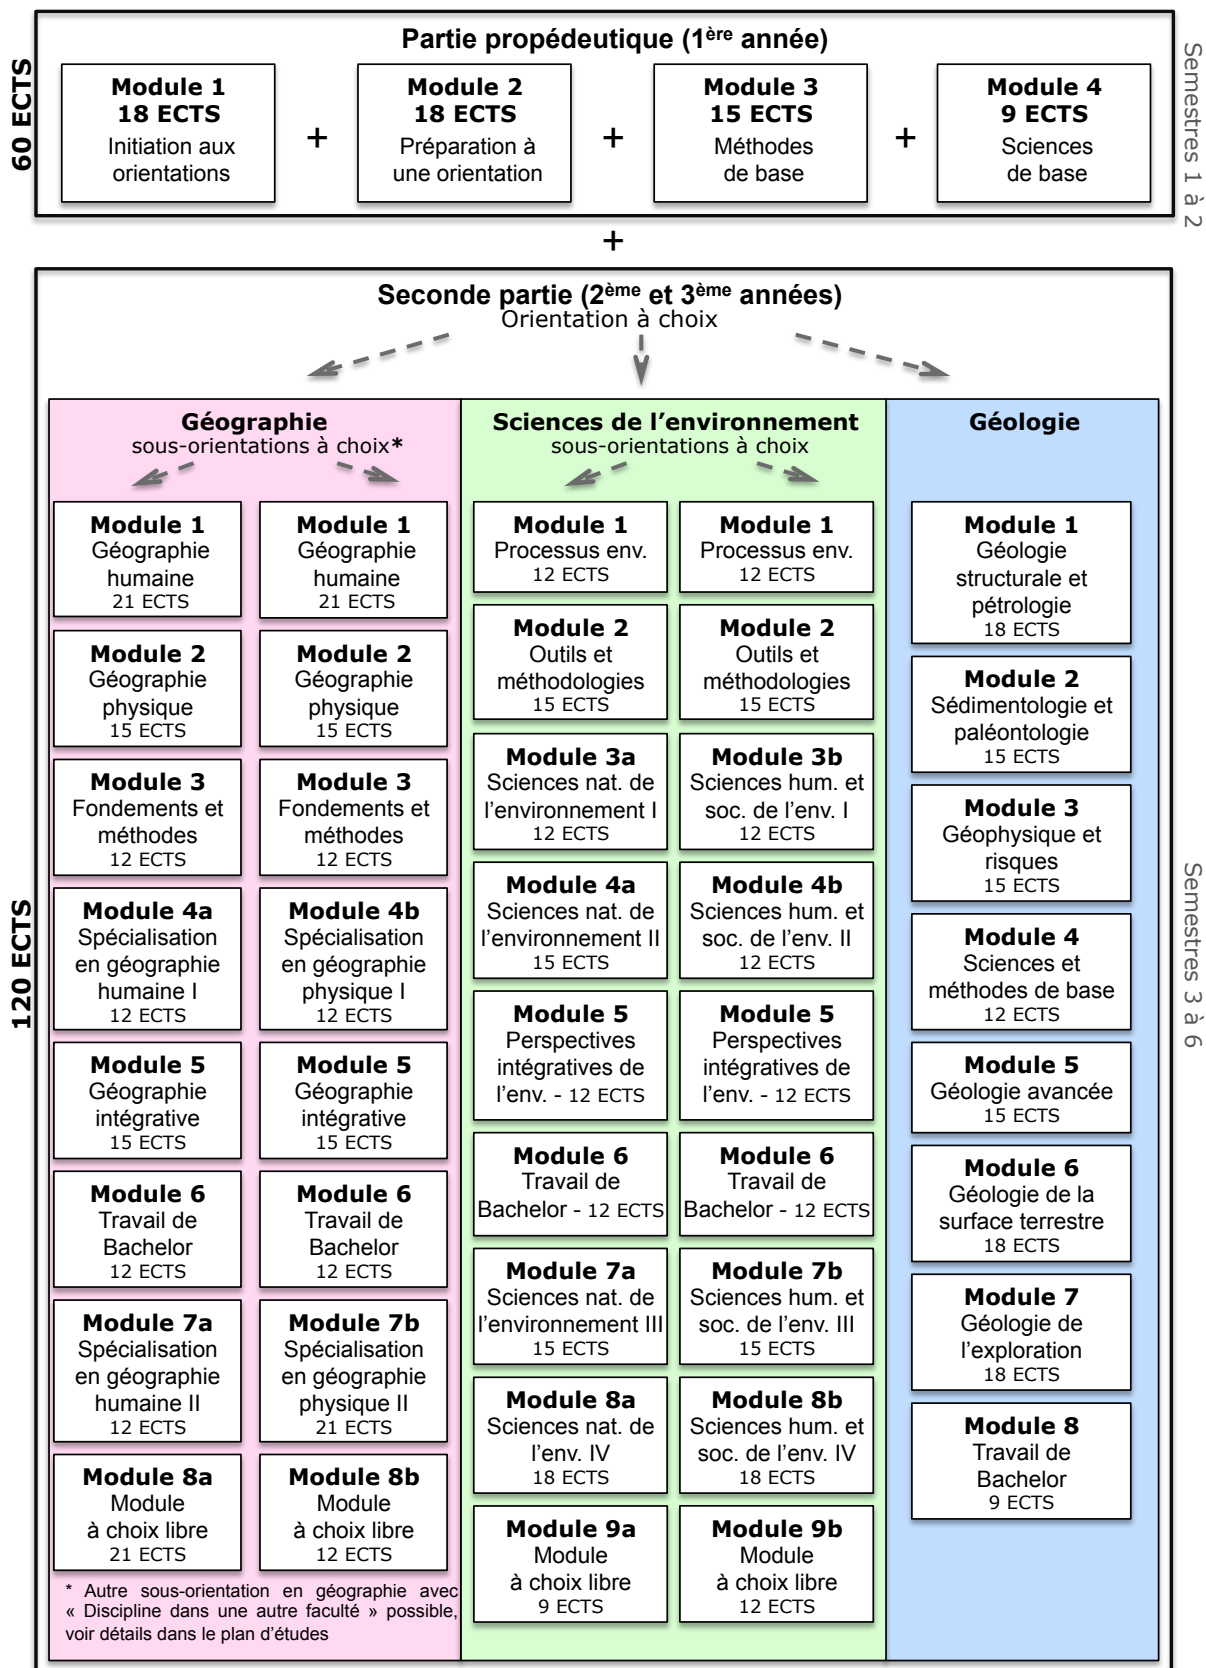 Partie propédeutique (1ère année)
60 ECTS
Semestres 1 à 2
Module 1
18 ECTS
Initiation aux
orientations
+
Module 2
18 ECTS
Préparation à
une orientation
+
Module 3
15 ECTS
Méthodes
de base
+
Module 4
9 ECTS
Sciences
de base
+
Seconde partie (2ème et 3ème années)
Orientation à choix
120 ECTS
Semestres 3 à 6
Géographie
sous-orientations à choix*
Module 1
Géographie
humaine
21 ECTS
Module 2
Géographie
physique
15 ECTS
Module 3
Fondements et
méthodes
12 ECTS
Module 4a
Spécialisation
en géographie
humaine I
12 ECTS
Module 5
Géographie
intégrative
15 ECTS
Module 6
Travail de
Bachelor
12 ECTS
Module 7a
Spécialisation
en géographie
humaine II
12 ECTS
Module 8a
Module
à choix libre
21 ECTS
Module 1
Géographie
humaine
21 ECTS
Module 2
Géographie
physique
15 ECTS
Module 3
Fondements et
méthodes
12 ECTS
Module 4b
Spécialisation
en géographie
physique I
12 ECTS
Module 5
Géographie
intégrative
15 ECTS
Module 6
Travail de
Bachelor
12 ECTS
Module 7b
Spécialisation
en géographie
physique II
21 ECTS
Module 8b
Module
à choix libre
12 ECTS
* Autre sous-orientation en géographie avec
« Discipline dans une autre faculté » possible,
voir détails dans le plan d'études
Sciences de l'environnement
sous-orientations à choix
Module 1
Processus env.
12 ECTS
Module 2
Outils et
méthodologies
15 ECTS
Module 3a
Sciences nat. de
l'environnement I
12 ECTS
Module 4a
Sciences nat. de
l'environnement II
15 ECTS
Module 5
Perspectives
intégratives de
l'env. - 12 ECTS
Module 6
Travail de
Bachelor - 12 ECTS
Module 7a
Sciences nat. de
l'environnement III
15 ECTS
Module 8a
Sciences nat. de
l'env. IV
18 ECTS
Module 9a
Module
à choix libre
9 ECTS
Module 1
Processus env.
12 ECTS
Module 2
Outils et
méthodologies
15 ECTS
Module 3b
Sciences hum. et
soc. de l'env. I
12 ECTS
Module 4b
Sciences hum. et
soc. de l'env. II
12 ECTS
Module 5
Perspectives
intégratives de
l'env. - 12 ECTS
Module 6
Travail de
Bachelor - 12 ECTS
Module 7b
Sciences hum. et
soc. de l'env. III
15 ECTS
Module 8b
Sciences hum. et
soc. de l'env. IV
18 ECTS
Module 9b
Module
à choix libre
12 ECTS
Géologie
Module 1
Géologie
structurale et
pétrologie
18 ECTS
Module 2
Sédimentologie et
paléontologie
15 ECTS
Module 3
Géophysique et
risques
15 ECTS
Module 4
Sciences et
méthodes de base
12 ECTS
Module 5
Géologie avancée
15 ECTS
Module 6
Géologie de la
surface terrestre
18 ECTS
Module 7
Géologie de
l'exploration
18 ECTS
Module 8
Travail de
Bachelor
9 ECTS